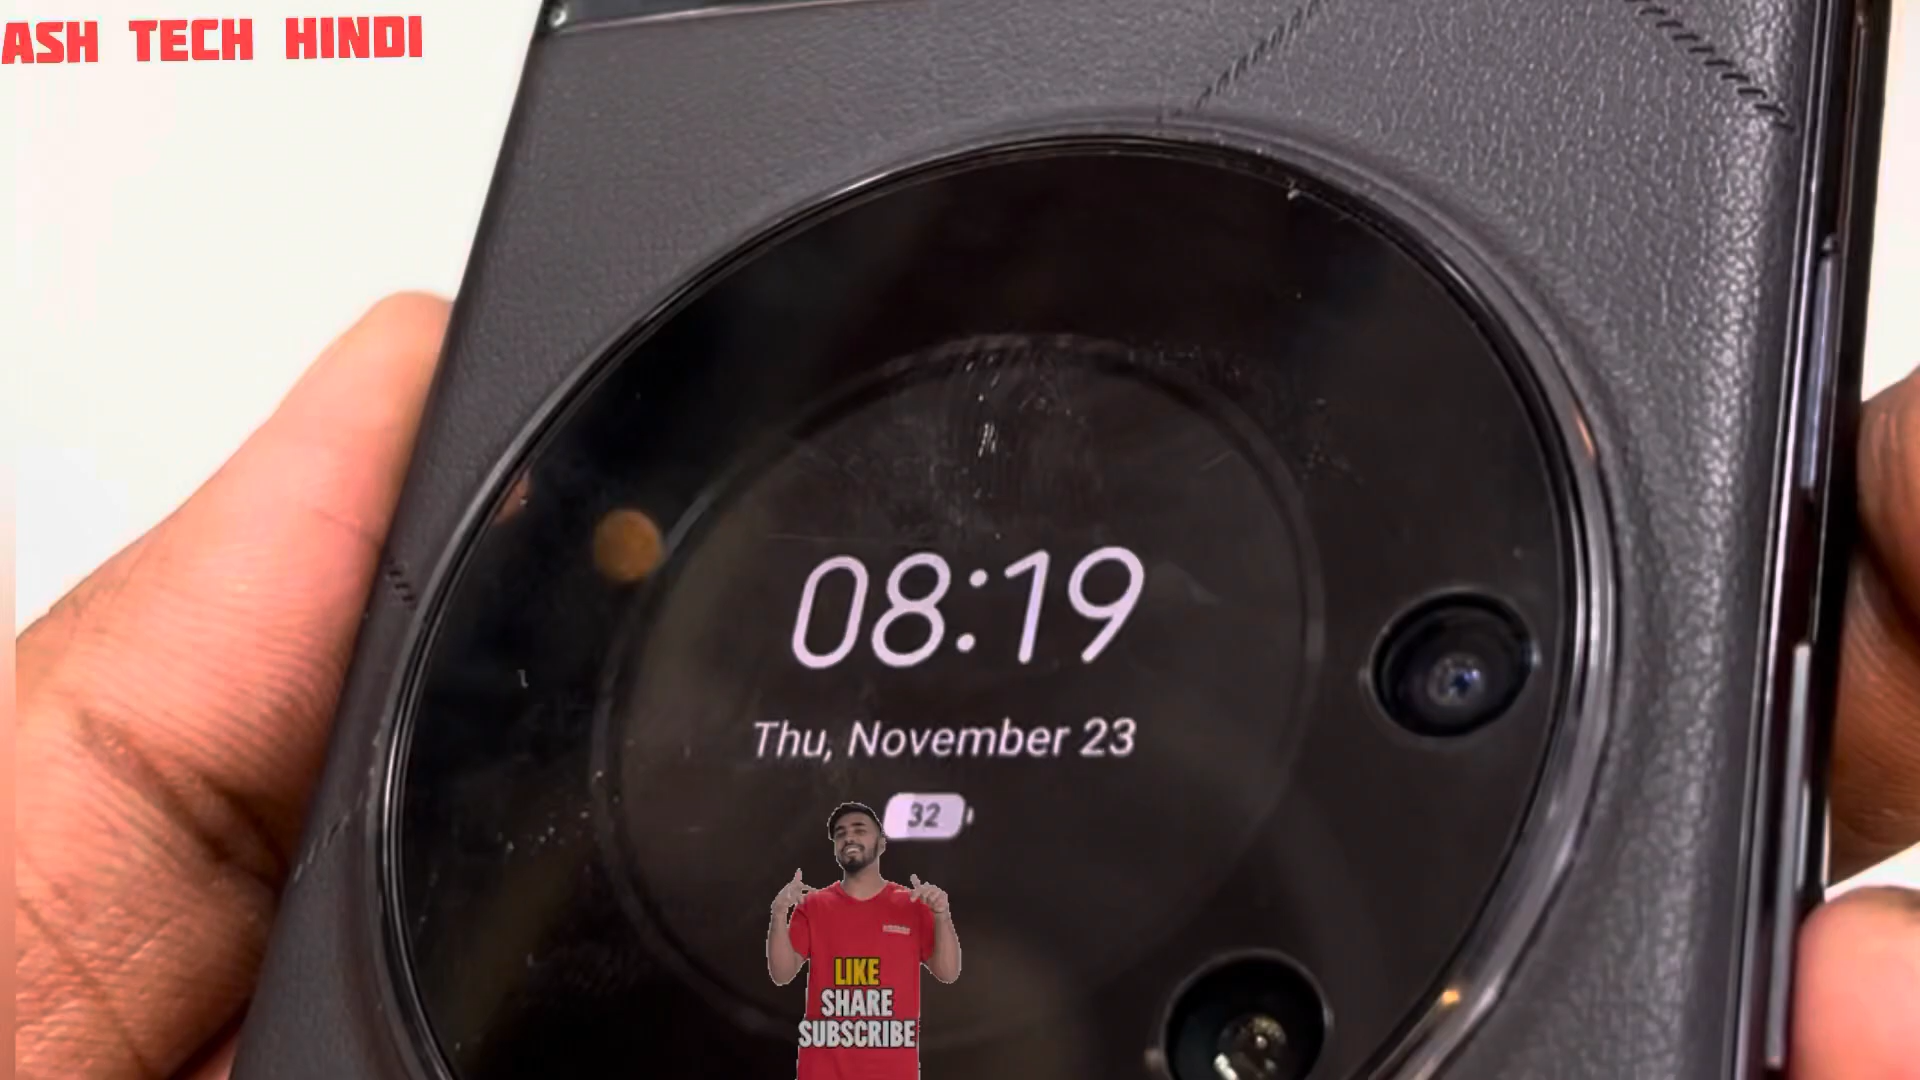 ASH TECH HINDI
08:19
Thu, November 23
32
LIKE
SHARE
SUBSCRIBE